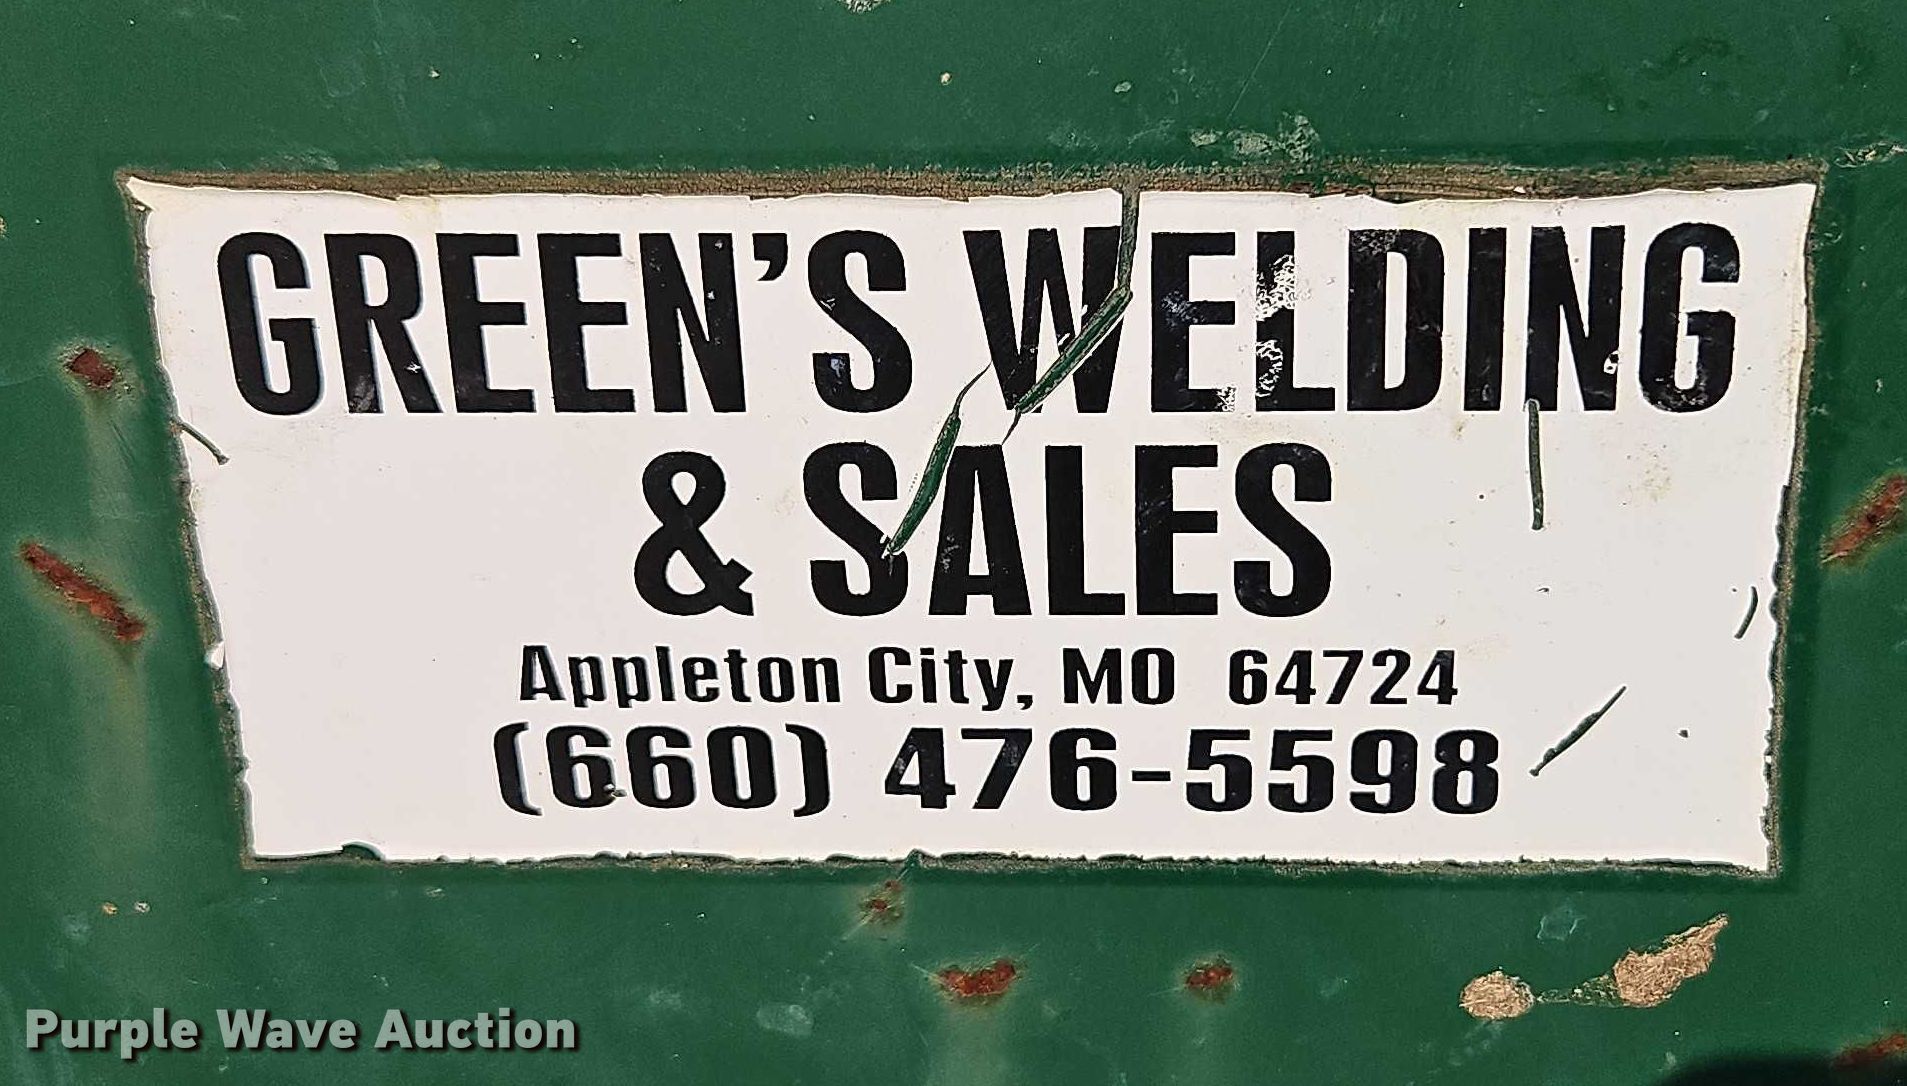 GREEN'S WELDING
& SALES
Appleton City, MO 64724
(660) 476-5598
Purple Wave Auction